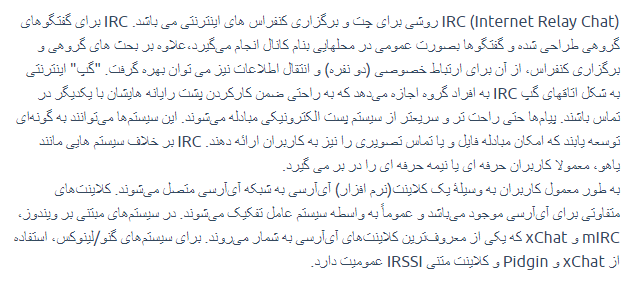 IRC (Internet Relay Chat) روشی برای چت و برگزاری کنفراس های اینترنتی می باشد. IRC برای گفتگوهای
گروهی طراحی شده و گفتگوها بصورت عمومی در محلهایی بنام کانال انجام می‌گیرد،علاوه بر بحث های گروهی و
برگزاری کنفراس، از آن برای ارتباط خصوصی (دو نفره) و انتقال اطلاعات نیز می توان بهره گرفت. "گپ" اینترنتی
به شکل اتاقهای گپ IRC به افراد گروه اجازه می‌دهد که به راحتی ضمن کارکردن پشت رایانه هایشان با یکدیگر در
تماس باشند. پیام‌ها حتی راحت تر و سریعتر از سیستم پست الکترونیکی مبادله می‌شوند. این سیستم‌ها می‌توانند به گونه‌ای
توسعه یابند که امکان مبادله فایل و یا تماس تصویری را نیز به کاربران ارائه دهند. IRC بر خلاف سیستم هایی مانند
یاهو، معمولا کاربران حرفه ای یا نیمه حرفه ای را در بر می گیرد.
به طور معمول کاربران به وسیلهٔ یک کلاینت(نرم افزار) آی‌آرسی به شبکه آی‌آرسی متصل می‌شوند. کلاینت‌های
متفاوتی برای آی‌آرسی موجود می‌باشد و عموماً به واسطه سیستم عامل تفکیک می‌شوند. در سیستم‌های مبتنی بر ویندوز،
mIRC و xChat که یکی از معروف‌ترین کلاینت‌های آی‌آرسی به شمار می‌روند. برای سیستم‌های گنو/لینوکس، استفاده
از xChat و Pidgin و کلاینت متنی IRSSI عمومیت دارد.